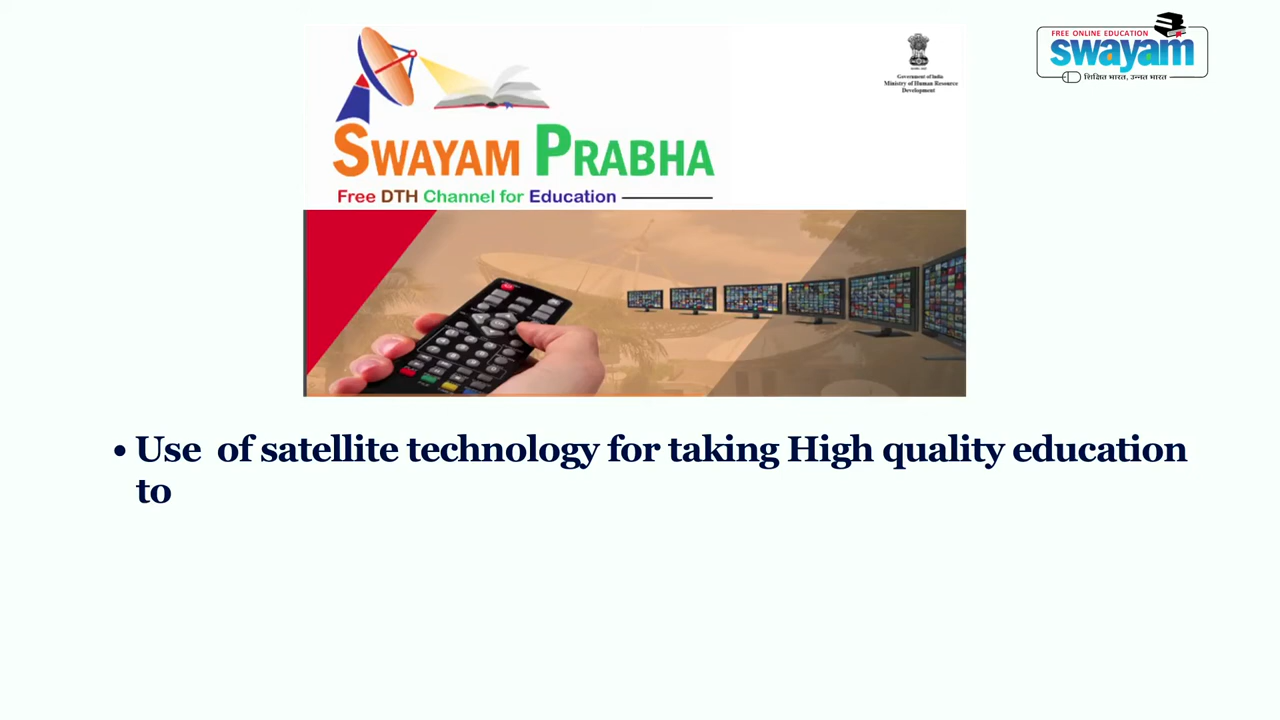 FREE ONLINE EDUCATION
swayam
शिक्षित भारत, उन्नत भारत
Government of India
Ministry of Human Resource
Development
SWAYAM PRABHA
Free DTH Channel for Education
• Use of satellite technology for taking High quality education
to